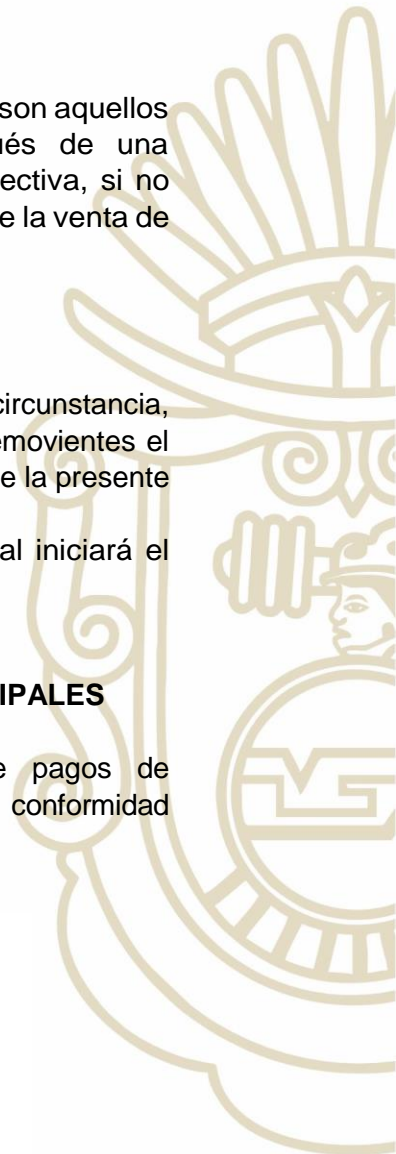 son aquellos
ués de una
ectiva, si no
e la venta de
circunstancia,
emovientes el
e la presente
al iniciará el
IPALES
e pagos de
conformidad